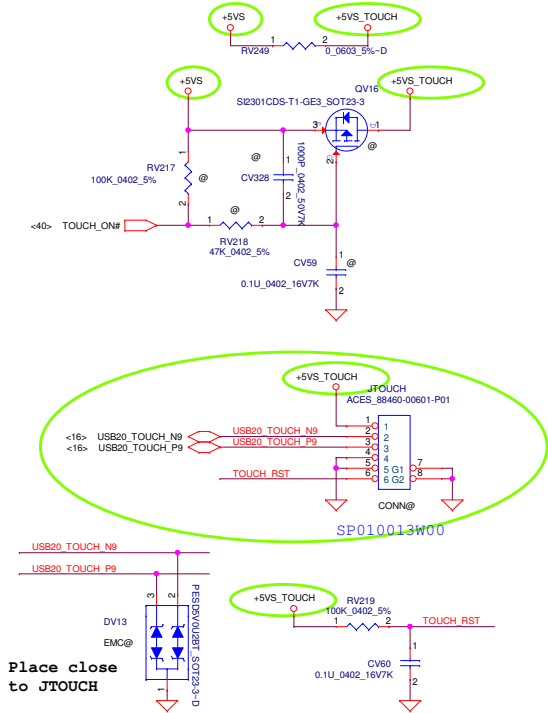 +5VS
+5VS_TOUCH
1
2
RV249
0_0603_5%~D
+5VS
+5VS_TOUCH
QV16
SI2301CDS-T1-GE3_SOT23-3
S
D
3
1
G
2
@
1
RV217
100K_0402_5%
@
2
@
1
CV328
2
1000P_0402_50V7K
<40>
TOUCH_ON#
@
1
2
RV218
47K_0402_5%
CV59
@
1
0.1U_0402_16V7K
2
+5VS_TOUCH
JTOUCH
ACES_88460-00601-P01
1
1
<16>
USB20_TOUCH_N9
USB20_TOUCH_N9
2
2
<16>
USB20_TOUCH_P9
USB20_TOUCH_P9
3
3
4
4
5
5
G1
7
TOUCH_RST
6
6
G2
8
CONN@
SP010013W00
USB20_TOUCH_N9
USB20_TOUCH_P9
3
2
DV13
EMC@
PESD5V0U2BT_SOT23-3~D
1
Place close
to JTOUCH
+5VS_TOUCH
RV219
100K_0402_5%
1
2
TOUCH_RST
1
CV60
0.1U_0402_16V7K
2